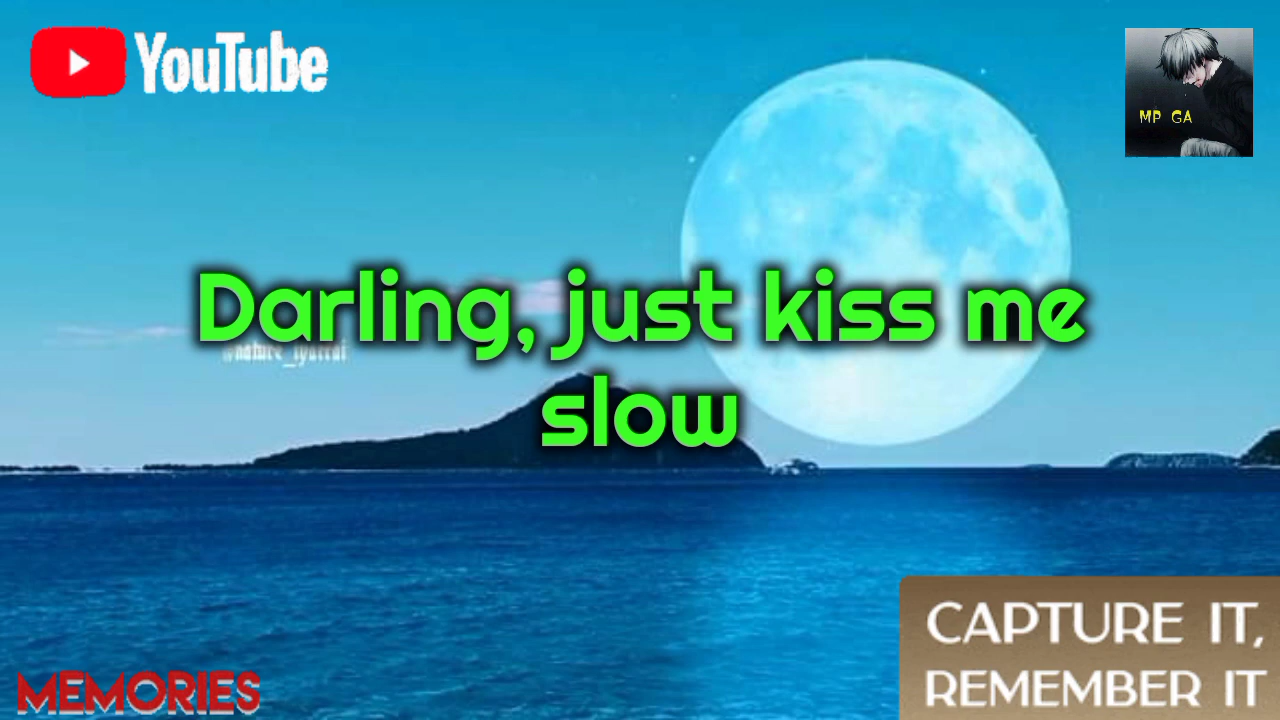 YouTube
MP GA
Darling, just kiss me
slow
CAPTURE IT,
REMEMBER IT
MEMORIES